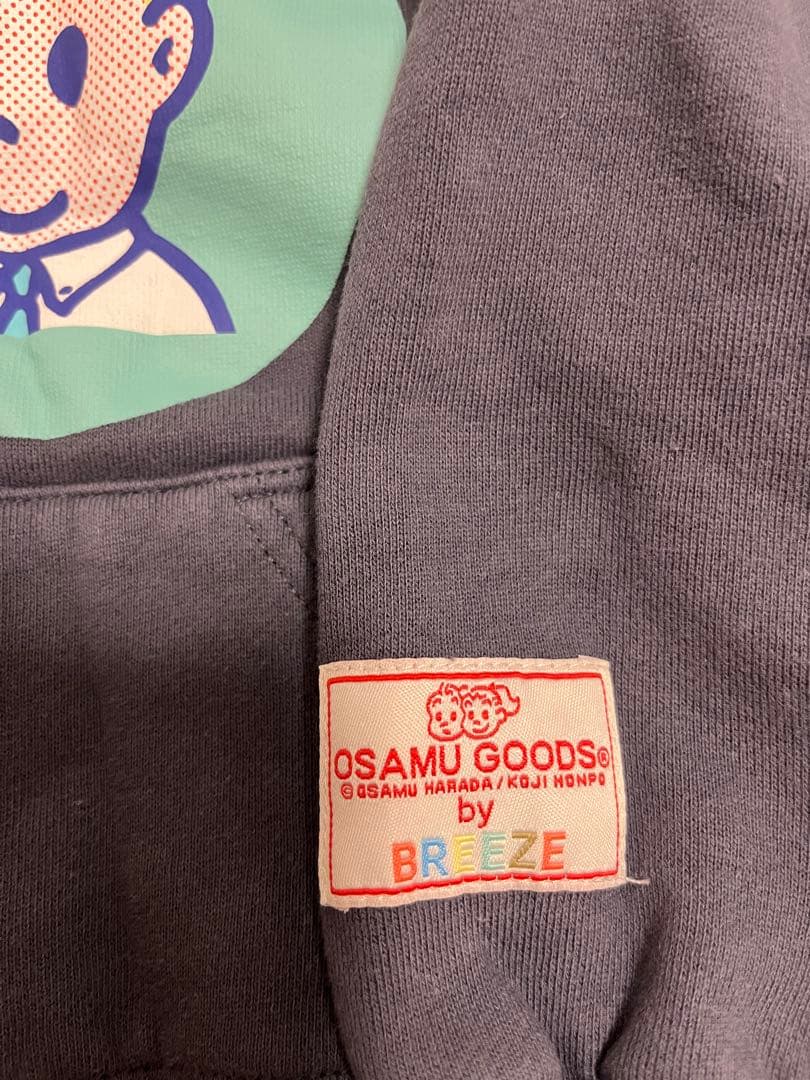 OSAMU GOODS®
© OSAMU HARADA / KOJI HONPO
by
BREEZE